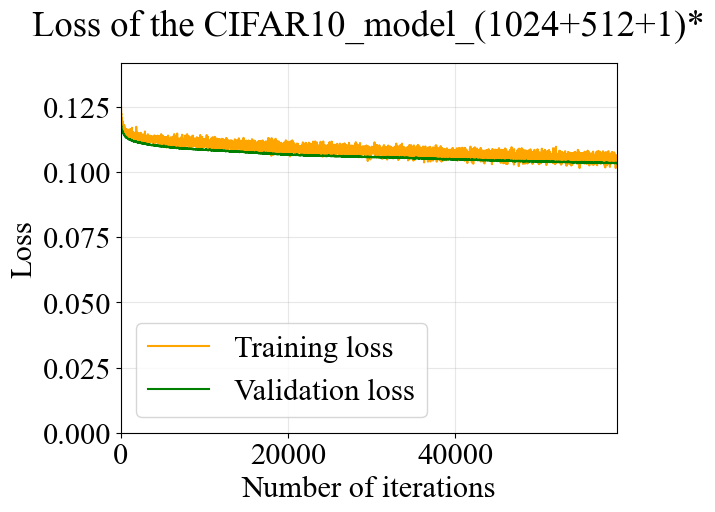 Loss of the CIFAR10_model_(1024+512+1)*
0.125
0.100
0.075
0.050
0.025
0.000
Loss
Training loss
Validation loss
0 20000 40000
Number of iterations